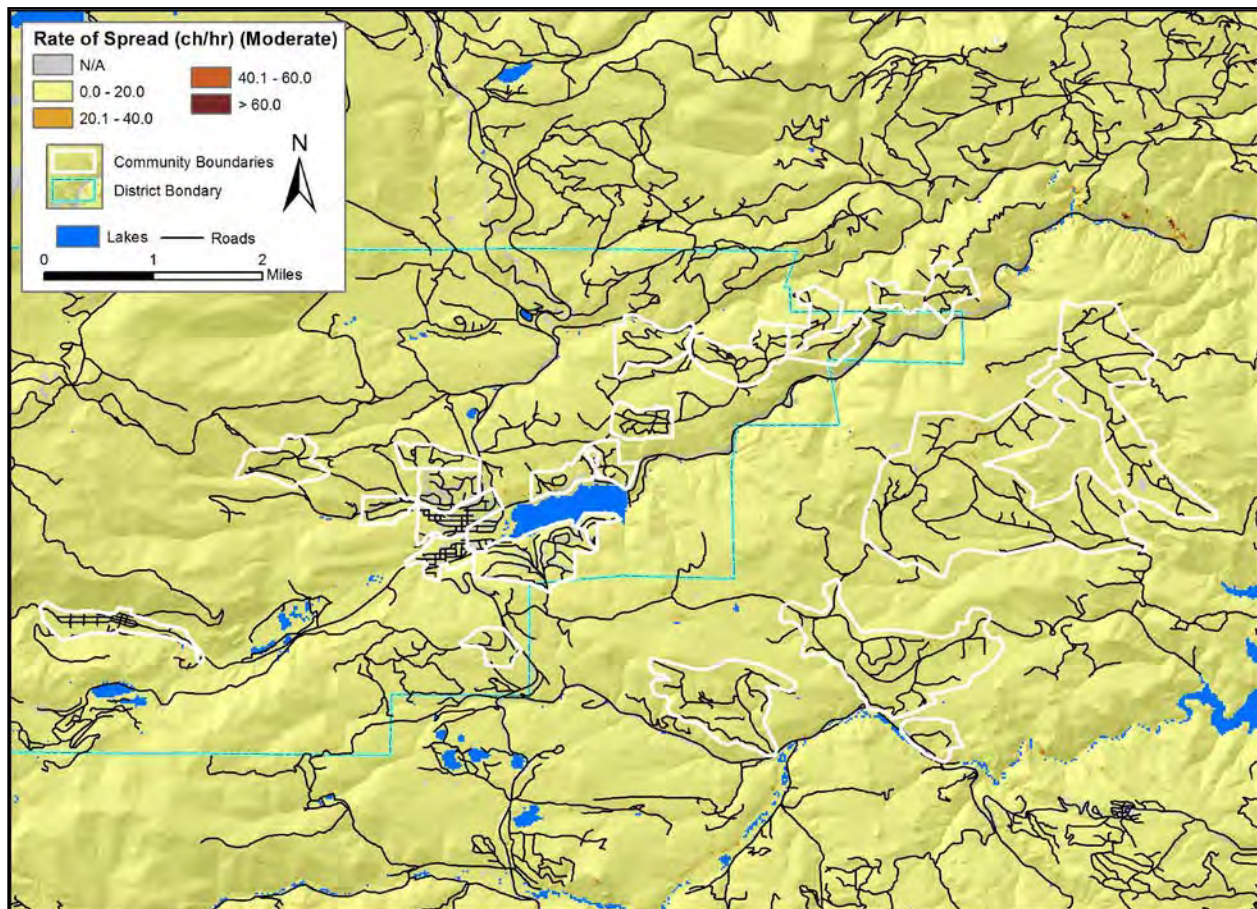 Rate of Spread (ch/hr) (Moderate)
N/A
0.0 - 20.0
20.1 - 40.0
40.1 - 60.0
> 60.0
N
Community Boundaries
District Bondary
Lakes
Roads
0 1 2
Miles